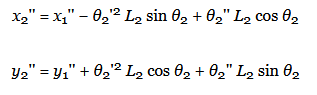 x₂" = x₁" − θ₂'² L₂ sin θ₂ + θ₂" L₂ cos θ₂
y₂" = y₁" + θ₂'² L₂ cos θ₂ + θ₂" L₂ sin θ₂